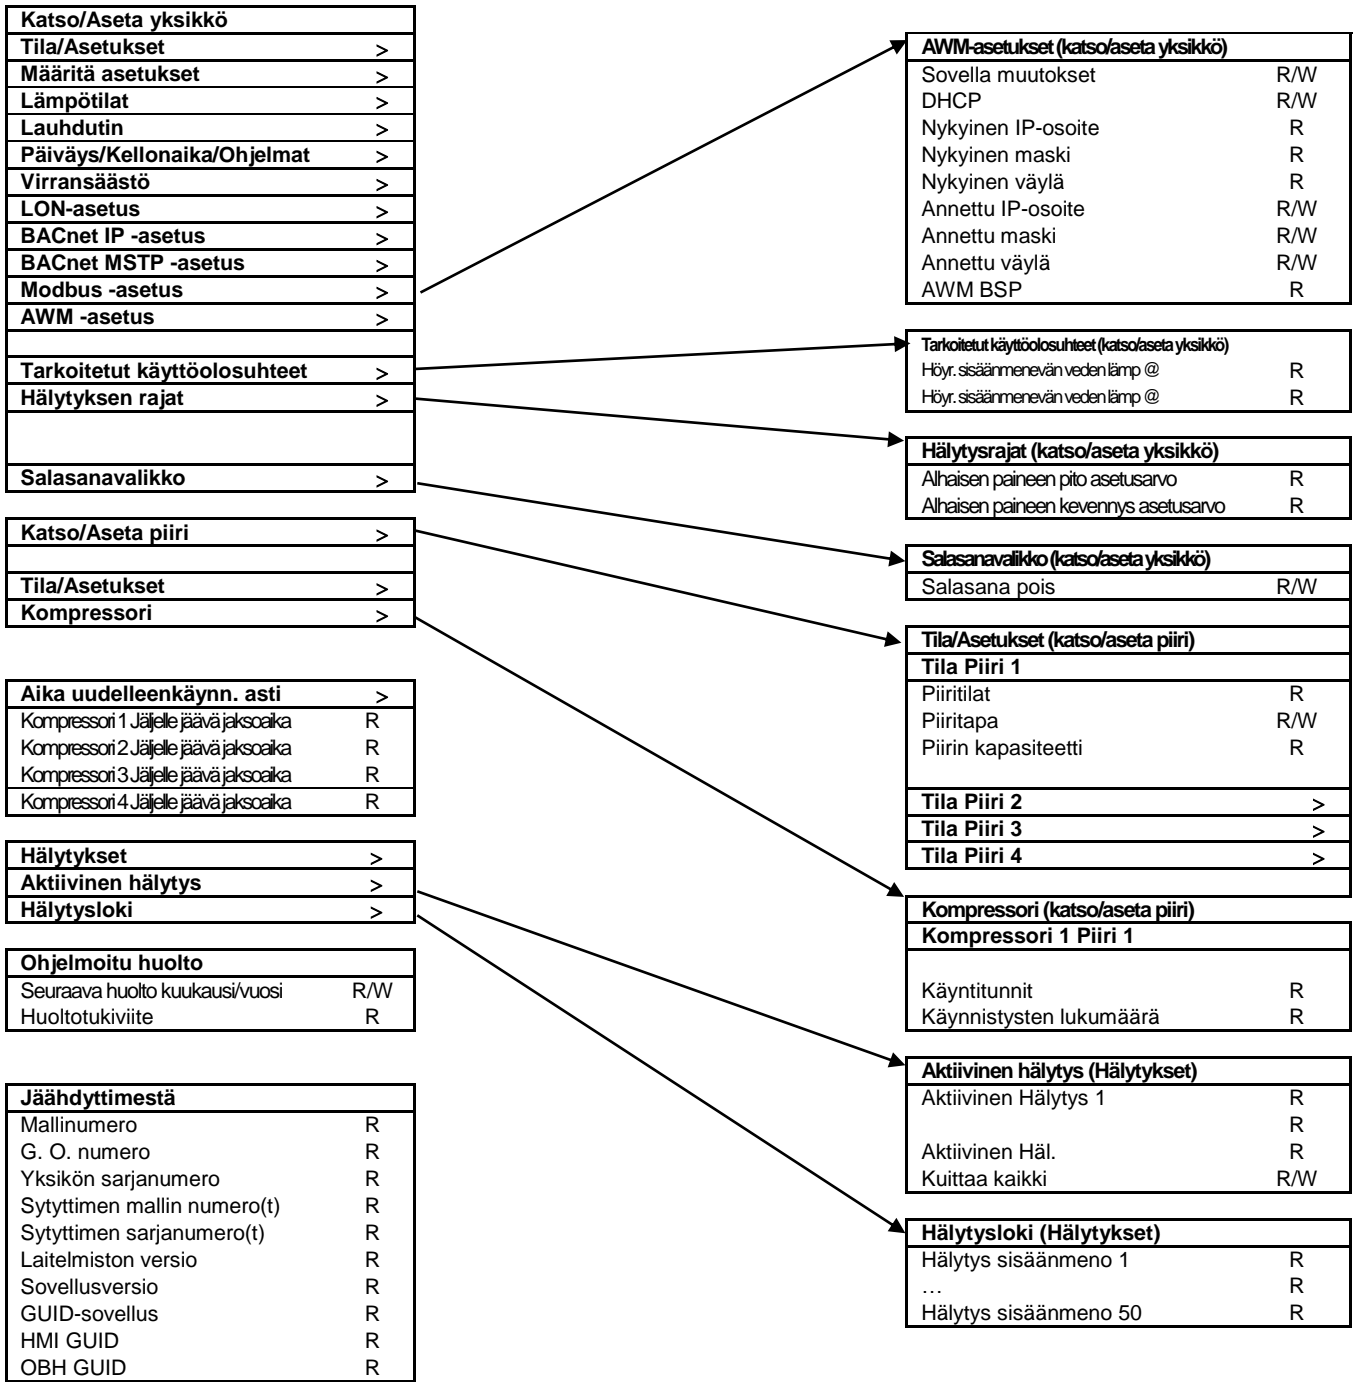 Katso/Aseta yksikkö
Tila/Asetukset >
Määritä asetukset >
Lämpötilat >
Lauhdutin >
Päiväys/Kellonaika/Ohjelmat >
Virransäästö >
LON-asetus >
BACnet IP -asetus >
BACnet MSTP -asetus >
Modbus -asetus >
AWM -asetus >
Tarkoitetut käyttöolosuhteet >
Hälytyksen rajat >
Salasanavalikko >
Katso/Aseta piiri >
Tila/Asetukset >
Kompressori >
Aika uudelleenkäynn. asti >
Kompressori 1 Jäljelle jäävä jaksoaika R
Kompressori 2 Jäljelle jäävä jaksoaika R
Kompressori 3 Jäljelle jäävä jaksoaika R
Kompressori 4 Jäljelle jäävä jaksoaika R
Hälytykset >
Aktiivinen hälytys >
Hälytysloki >
Ohjelmoitu huolto
Seuraava huolto kuukausi/vuosi R/W
Huoltotukiviite R
Jäähdyttimestä
Mallinumero R
G. O. numero R
Yksikön sarjanumero R
Sytyttimen mallin numero(t) R
Sytyttimen sarjanumero(t) R
Laitelmiston versio R
Sovellusversio R
GUID-sovellus R
HMI GUID R
OBH GUID R
AWM-asetukset (katso/aseta yksikkö)
Sovella muutokset R/W
DHCP R/W
Nykyinen IP-osoite R
Nykyinen maski R
Nykyinen väylä R
Annettu IP-osoite R/W
Annettu maski R/W
Annettu väylä R/W
AWM BSP R
Tarkoitetut käyttöolosuhteet (katso/aseta yksikkö)
Höyr. sisäänmenevän veden lämp @ R
Höyr. sisäänmenevän veden lämp @ R
Hälytysrajat (katso/aseta yksikkö)
Alhaisen paineen pito asetusarvo R
Alhaisen paineen kevennys asetusarvo R
Salasanavalikko (katso/aseta yksikkö)
Salasana pois R/W
Tila/Asetukset (katso/aseta piiri)
Tila Piiri 1
Piiritilat R
Piiritapa R/W
Piirin kapasiteetti R
Tila Piiri 2 >
Tila Piiri 3 >
Tila Piiri 4 >
Kompressori (katso/aseta piiri)
Kompressori 1 Piiri 1
Käyntitunnit R
Käynnistysten lukumäärä R
Aktiivinen hälytys (Hälytykset)
Aktiivinen Hälytys 1 R
R
Aktiivinen Häl. R
Kuittaa kaikki R/W
Hälytysloki (Hälytykset)
Hälytys sisäänmeno 1 R
… R
Hälytys sisäänmeno 50 R